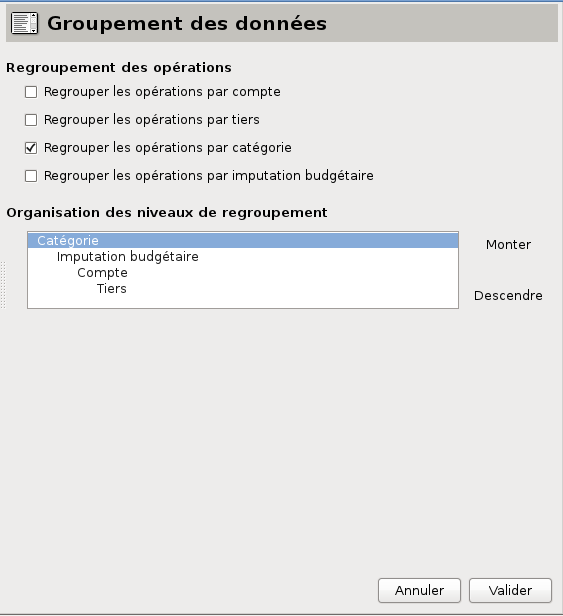 Groupement des données
Regroupement des opérations
Regrouper les opérations par compte
Regrouper les opérations par tiers
Regrouper les opérations par catégorie
Regrouper les opérations par imputation budgétaire
Organisation des niveaux de regroupement
Catégorie
Imputation budgétaire
Compte
Tiers
Monter
Descendre
Annuler
Valider